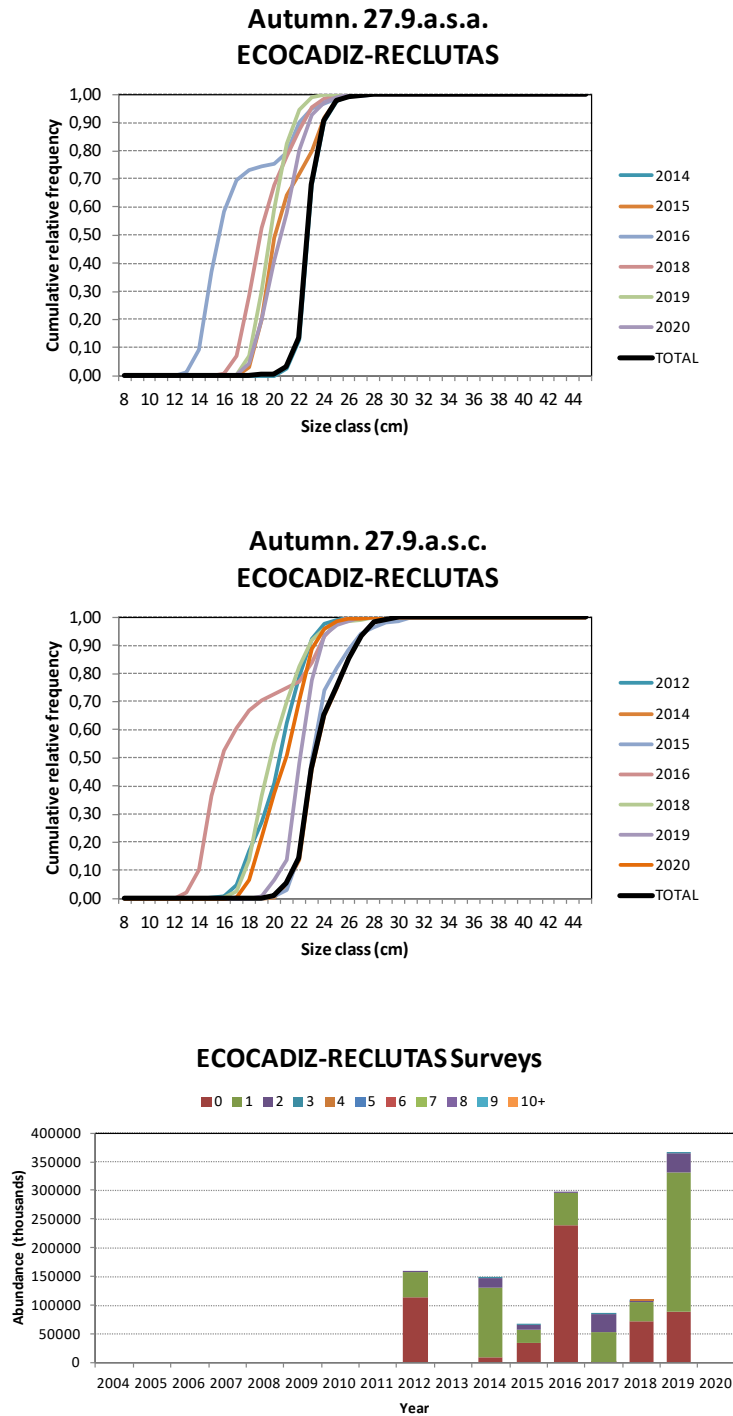 Autumn. 27.9.a.s.a.
ECOCADIZ-RECLUTAS
Cumulative relative frequency
1,00
0,90
0,80
0,70
0,60
0,50
0,40
0,30
0,20
0,10
0,00
8 10 12 14 16 18 20 22 24 26 28 30 32 34 36 38 40 42 44
Size class (cm)
2014
2015
2016
2018
2019
2020
TOTAL
Autumn. 27.9.a.s.c.
ECOCADIZ-RECLUTAS
Cumulative relative frequency
1,00
0,90
0,80
0,70
0,60
0,50
0,40
0,30
0,20
0,10
0,00
8 10 12 14 16 18 20 22 24 26 28 30 32 34 36 38 40 42 44
Size class (cm)
2012
2014
2015
2016
2018
2019
2020
TOTAL
ECOCADIZ-RECLUTAS Surveys
0 1 2 3 4 5 6 7 8 9 10+
Abundance (thousands)
400000
350000
300000
250000
200000
150000
100000
50000
0
2004 2005 2006 2007 2008 2009 2010 2011 2012 2013 2014 2015 2016 2017 2018 2019 2020
Year